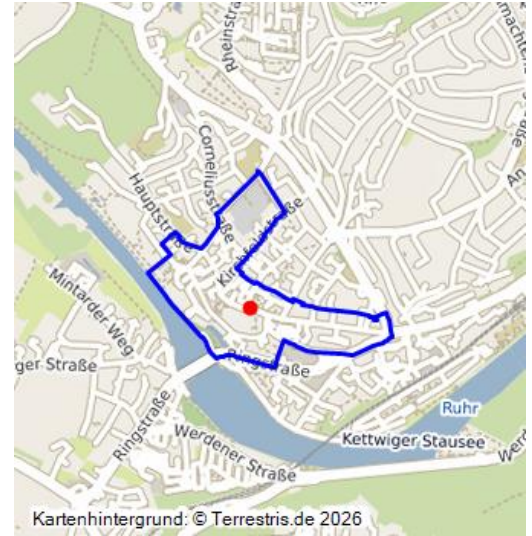 Rheinstraße
Corneliusstraße
Hauptstraße
Kirchfeldstraße
Mintarder Weg
ger Straße
Ringstraße
Ringstraße
Ruhr
Kettwiger Stausee
Werdener Straße
Kartenhintergrund: © Terrestris.de 2026